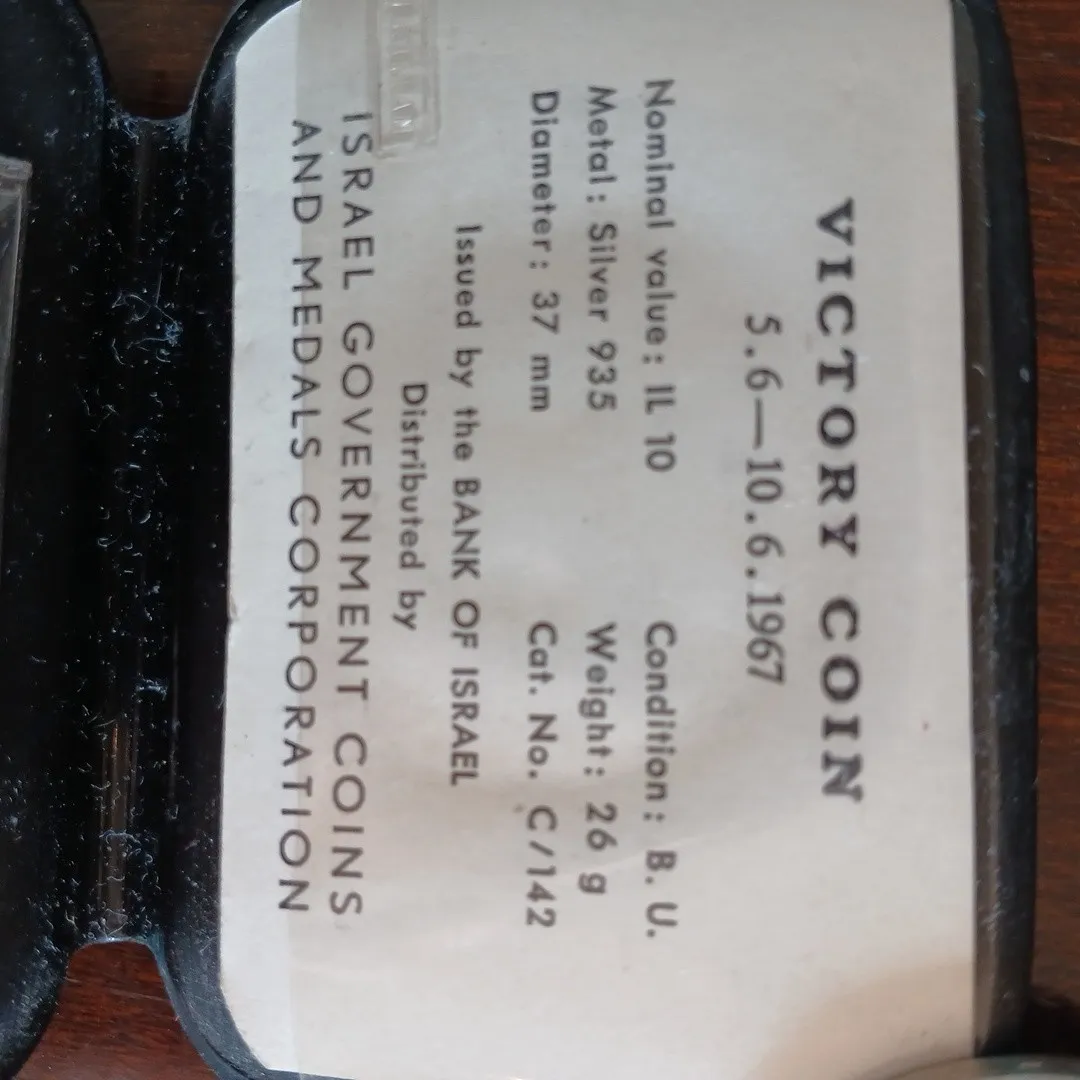 VICTORY COIN
5.6—10.6.1967
Nominal value: IL 10 Condition: B. U.
Metal: Silver 935 Weight: 26 g
Diameter: 37 mm Cat. No. C/142
Issued by the BANK OF ISRAEL
Distributed by
ISRAEL GOVERNMENT COINS
AND MEDALS CORPORATION